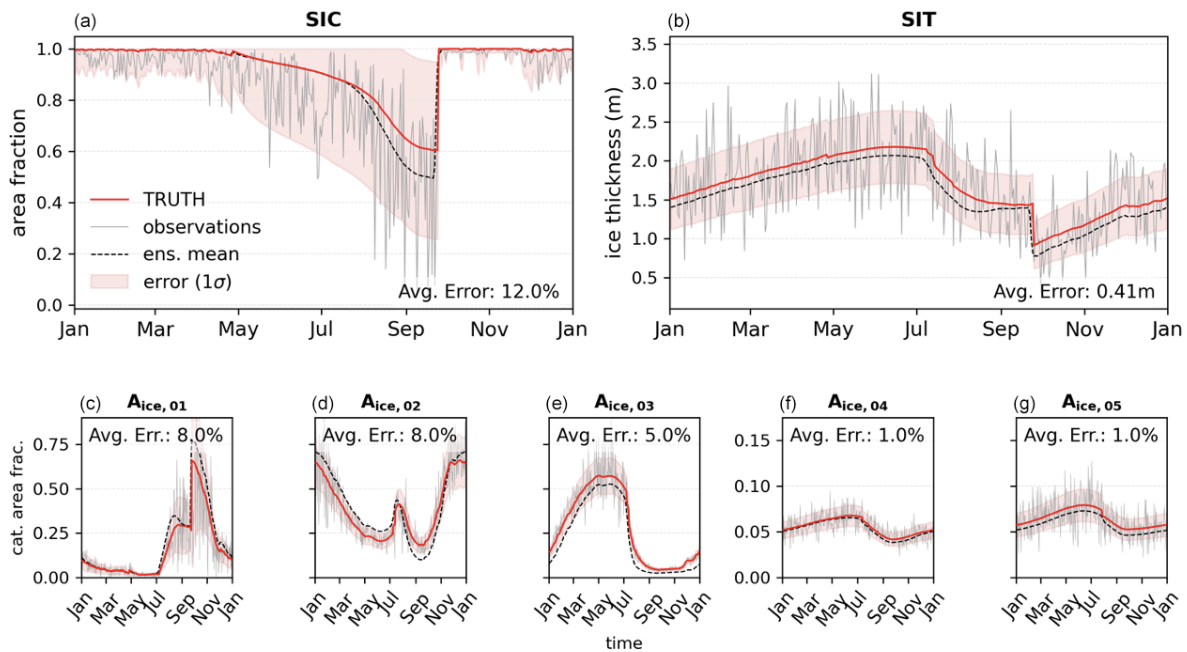 (a) SIC
1.0
0.8
0.6
0.4
0.2
0.0
area fraction
TRUTH
observations
ens. mean
error (1σ)
Avg. Error: 12.0%
Jan Mar May Jul Sep Nov Jan
(b) SIT
3.5
3.0
2.5
2.0
1.5
1.0
0.5
ice thickness (m)
Avg. Error: 0.41m
Jan Mar May Jul Sep Nov Jan
(c) A_ice, 01
Avg. Err.: 8.0%
0.75
0.50
0.25
0.00
cat. area frac.
Jan Mar May Jul Sep Nov Jan
(d) A_ice, 02
Avg. Err.: 8.0%
Jan Mar May Jul Sep Nov Jan
(e) A_ice, 03
Avg. Err.: 5.0%
Jan Mar May Jul Sep Nov Jan
(f) A_ice, 04
Avg. Err.: 1.0%
0.15
0.10
0.05
0.00
Jan Mar May Jul Sep Nov Jan
(g) A_ice, 05
Avg. Err.: 1.0%
Jan Mar May Jul Sep Nov Jan
time